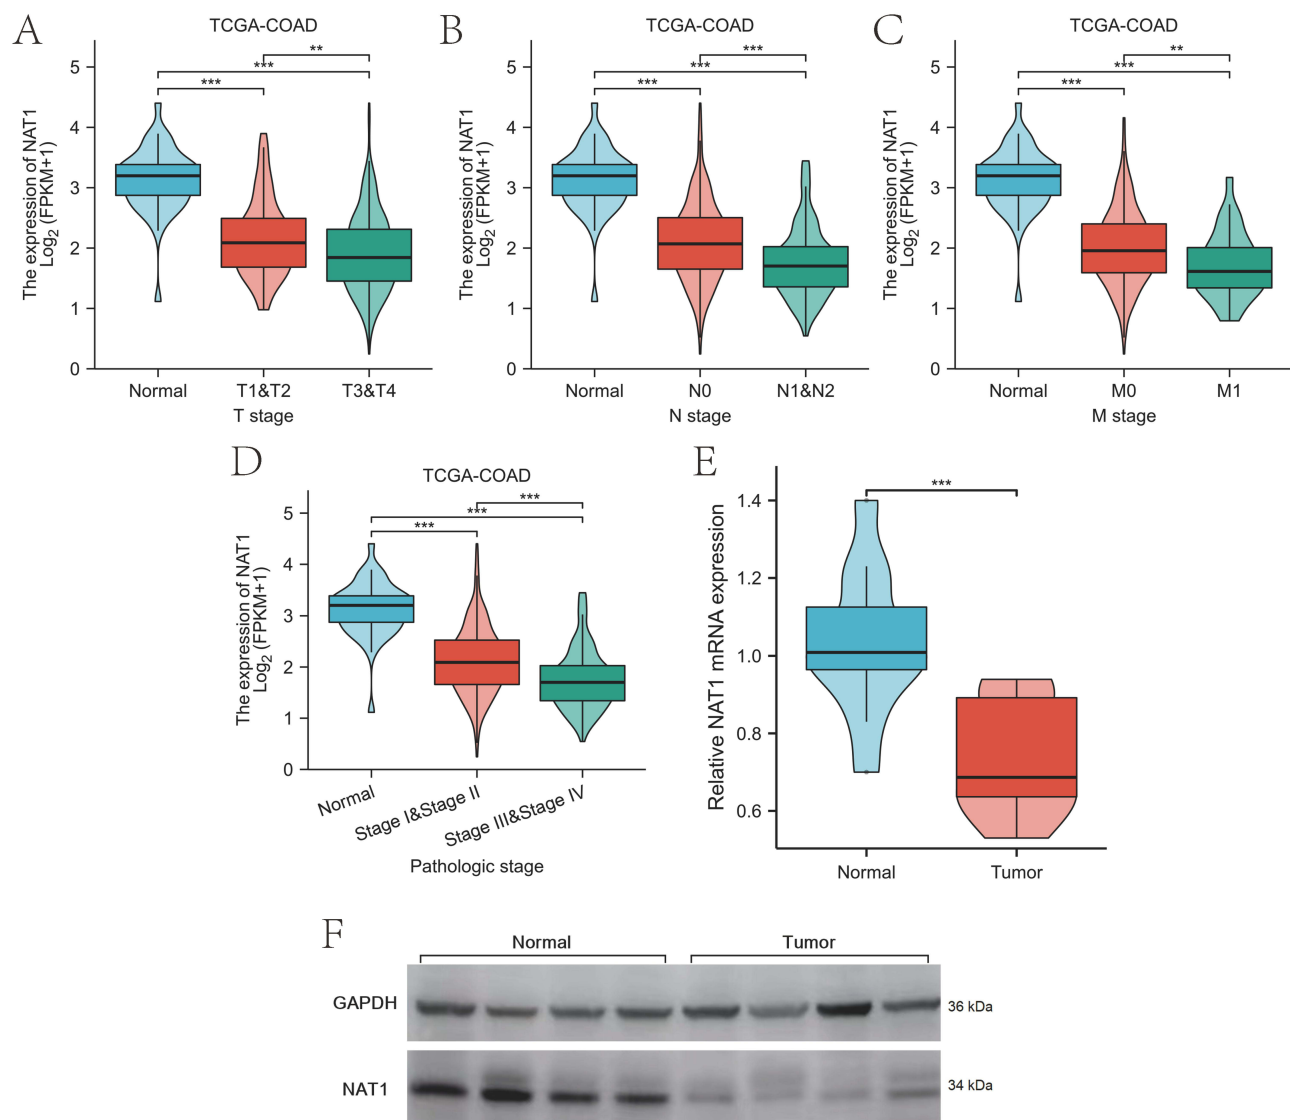 A
TCGA-COAD
**
***
***
The expression of NAT1
Log2 (FPKM+1)
5
4
3
2
1
0
Normal
T1&T2
T3&T4
T stage
B
TCGA-COAD
***
***
***
The expression of NAT1
Log2 (FPKM+1)
5
4
3
2
1
0
Normal
N0
N1&N2
N stage
C
TCGA-COAD
**
***
***
The expression of NAT1
Log2 (FPKM+1)
5
4
3
2
1
0
Normal
M0
M1
M stage
D
TCGA-COAD
***
***
***
The expression of NAT1
Log2 (FPKM+1)
5
4
3
2
1
0
Normal
Stage I&Stage II
Stage III&Stage IV
Pathologic stage
E
***
Relative NAT1 mRNA expression
1.4
1.2
1.0
0.8
0.6
Normal
Tumor
F
Normal
Tumor
GAPDH
36 kDa
NAT1
34 kDa